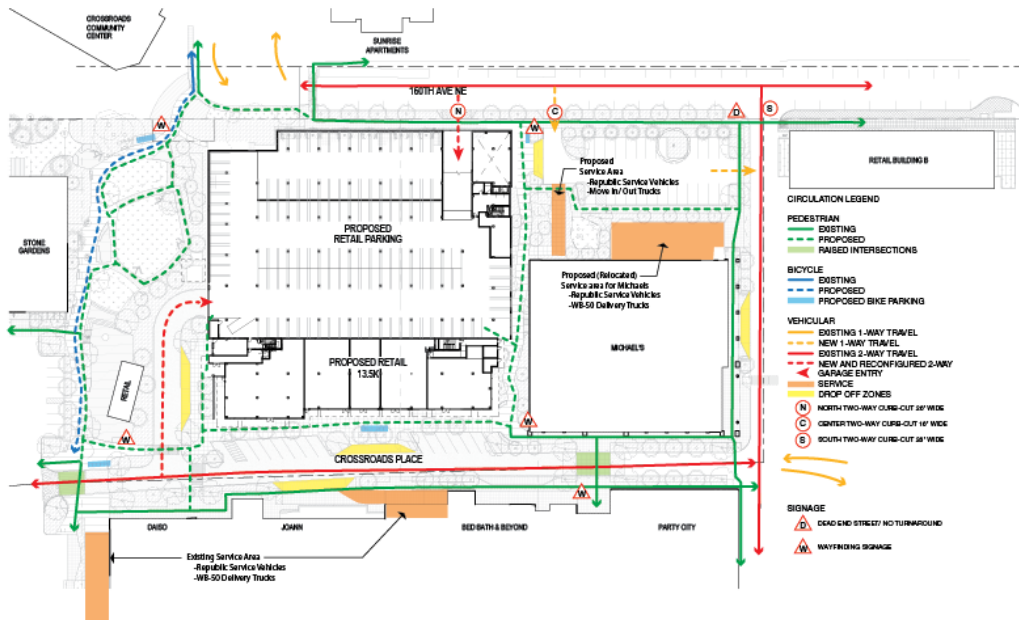 CROSSROADS
COMMUNITY
CENTER
SUNRISE
APARTMENTS
160TH AVE NE
N
C
S
D
W
W
RETAIL BUILDING B
Proposed
Service Area
-Republic Service Vehicles
-Move In/ Out Trucks
PROPOSED
RETAIL PARKING
STONE
GARDENS
Proposed (Relocated)
Service area for Michaels
-Republic Service Vehicles
-WB-50 Delivery Trucks
MICHAEL'S
PROPOSED RETAIL
13.5K
RETAIL
W
W
CROSSROADS PLACE
W
DAISO
JOANN
BED BATH & BEYOND
PARTY CITY
Existing Service Area
-Republic Service Vehicles
-WB-50 Delivery Trucks
CIRCULATION LEGEND
PEDESTRIAN
EXISTING
PROPOSED
RAISED INTERSECTIONS
BICYCLE
EXISTING
PROPOSED
PROPOSED BIKE PARKING
VEHICULAR
EXISTING 1-WAY TRAVEL
NEW 1-WAY TRAVEL
EXISTING 2-WAY TRAVEL
NEW AND RECONFIGURED 2-WAY
GARAGE ENTRY
SERVICE
DROP OFF ZONES
N NORTH TWO-WAY CURB-CUT 26' WIDE
C CENTER TWO-WAY CURB-CUT 16' WIDE
S SOUTH TWO-WAY CURB-CUT 26' WIDE
SIGNAGE
D DEAD END STREET/ NO TURNAROUND
W WAYFINDING SIGNAGE